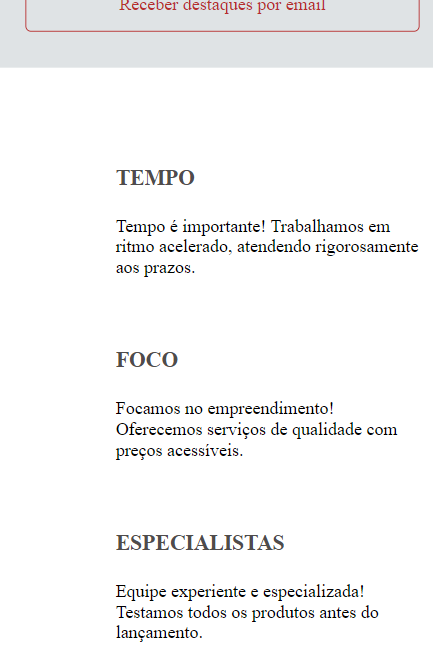 Receber destaques por email
TEMPO
Tempo é importante! Trabalhamos em
ritmo acelerado, atendendo rigorosamente
aos prazos.
FOCO
Focamos no empreendimento!
Oferecemos serviços de qualidade com
preços acessíveis.
ESPECIALISTAS
Equipe experiente e especializada!
Testamos todos os produtos antes do
lançamento.